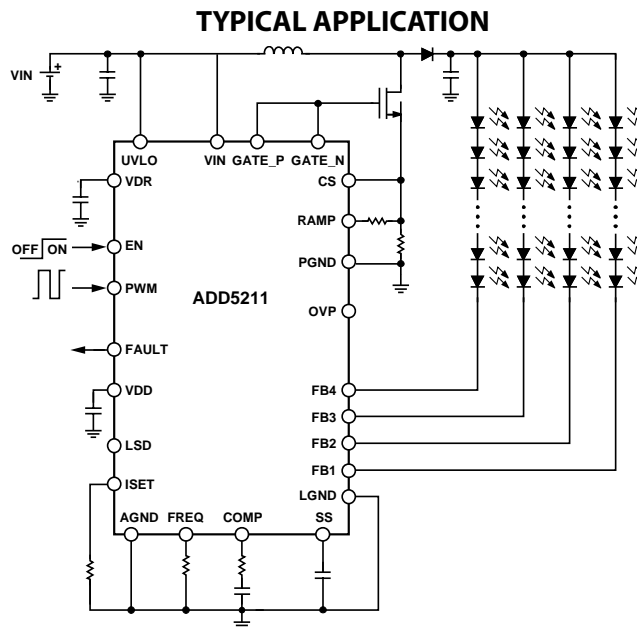 TYPICAL APPLICATION
VIN
+
UVLO
VIN
GATE_P
GATE_N
VDR
CS
RAMP
OFF
ON
EN
PGND
PWM
ADD5211
OVP
FAULT
VDD
FB4
FB3
FB2
LSD
FB1
ISET
LGND
AGND
FREQ
COMP
SS